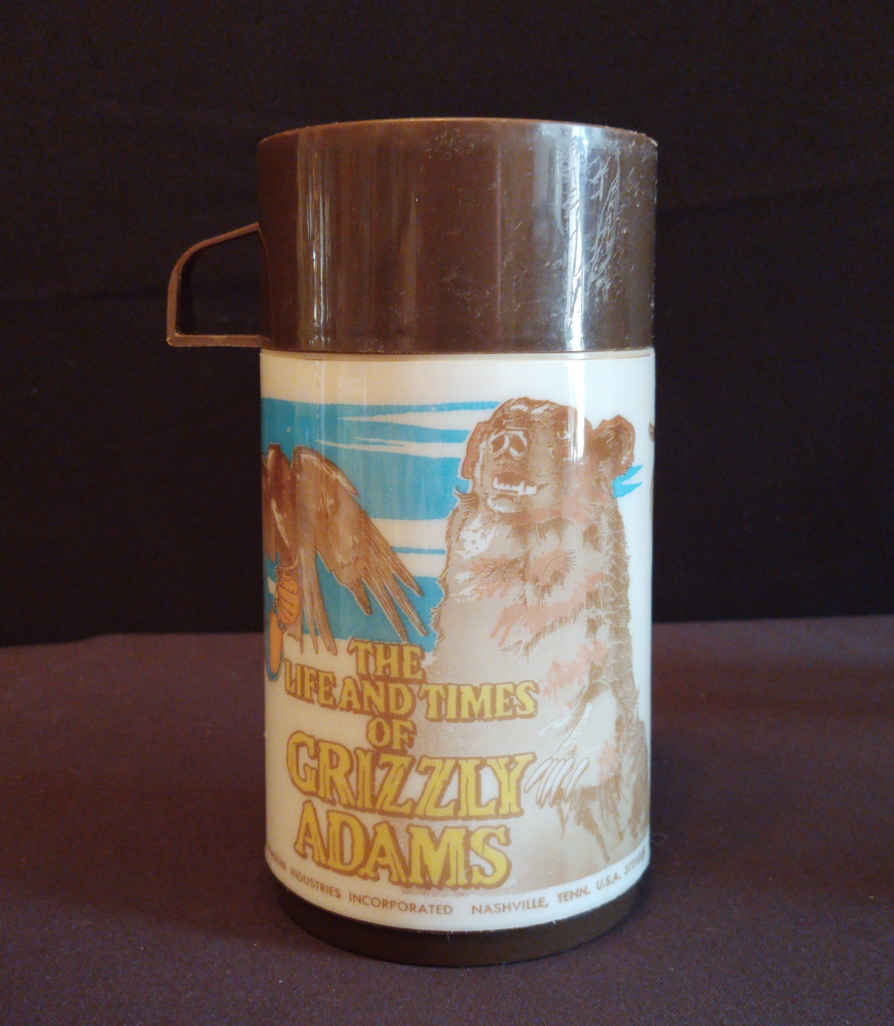 THE
LIFE AND TIMES
OF
GRIZZLY
ADAMS
INDUSTRIES INCORPORATED NASHVILLE, TENN. U.S.A.